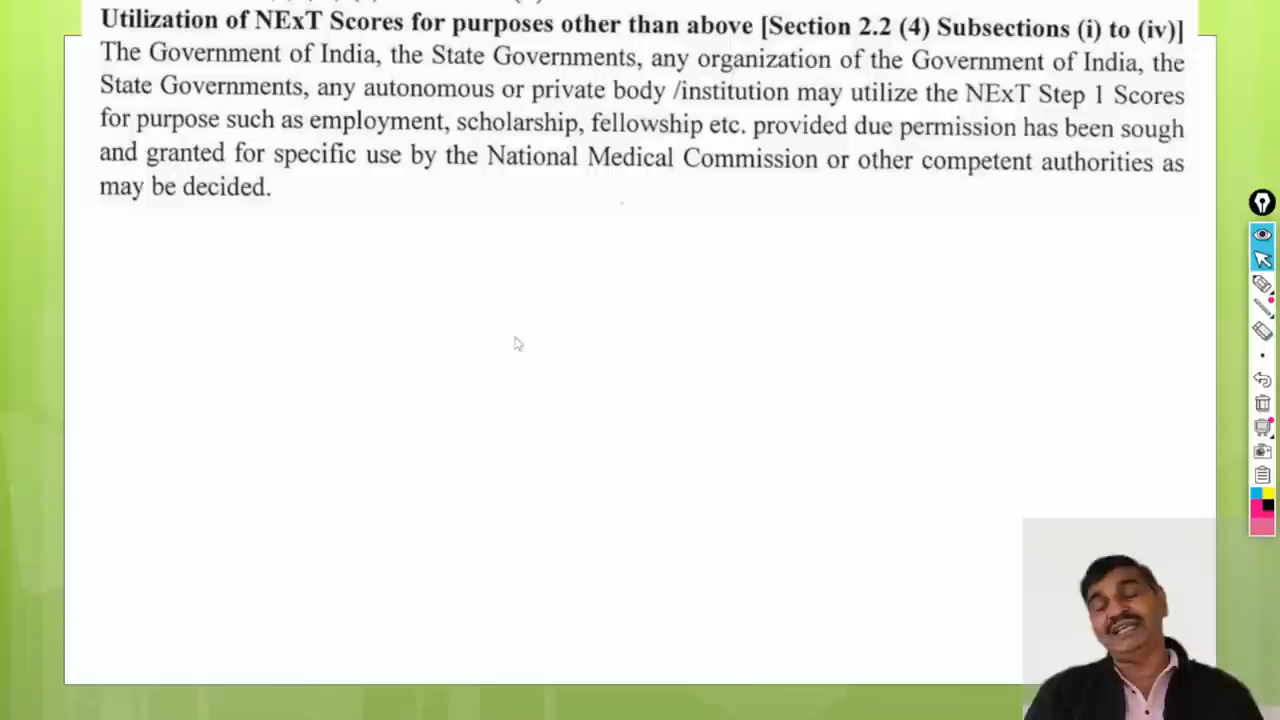 Utilization of NExT Scores for purposes other than above [Section 2.2 (4) Subsections (i) to (iv)]
The Government of India, the State Governments, any organization of the Government of India, the
State Governments, any autonomous or private body /institution may utilize the NExT Step 1 Scores
for purpose such as employment, scholarship, fellowship etc. provided due permission has been sough
and granted for specific use by the National Medical Commission or other competent authorities as
may be decided.